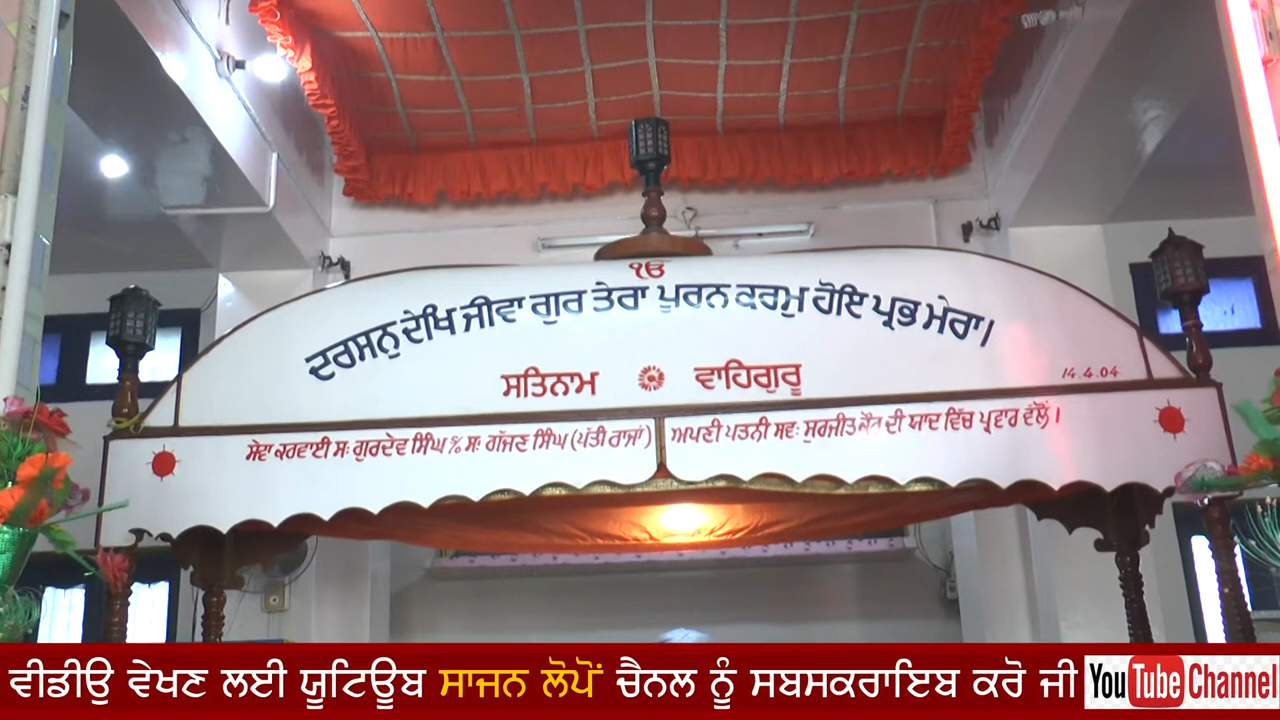 ੴ
ਦਰਸਨੁ ਦੇਖਿ ਜੀਵਾ ਗੁਰ ਤੇਰਾ ਪੂਰਨ ਕਰਮੁ ਹੋਇ ਪ੍ਰਭ ਮੇਰਾ।
ਸਤਿਨਾਮ ਵਾਹਿਗੁਰੂ
14.4.04
ਸੇਵਾ ਕਰਵਾਈ ਸ: ਗੁਰਦੇਵ ਸਿੰਘ % ਸ: ਗੱਜਣ ਸਿੰਘ (ਪੱਤੀ ਰਾਜਾਂ) ਅਪਣੀ ਪਤਨੀ ਸਵ: ਸੁਰਜੀਤ ਕੌਰ ਦੀ ਯਾਦ ਵਿੱਚ ਪ੍ਰਵਾਰ ਵੱਲੋਂ।
ਵੀਡੀਉ ਵੇਖਣ ਲਈ ਯੂਟਿਊਬ ਸਾਜਨ ਲੋਪੋਂ ਚੈਨਲ ਨੂੰ ਸਬਸਕਰਾਇਬ ਕਰੋ ਜੀ YouTube Channel